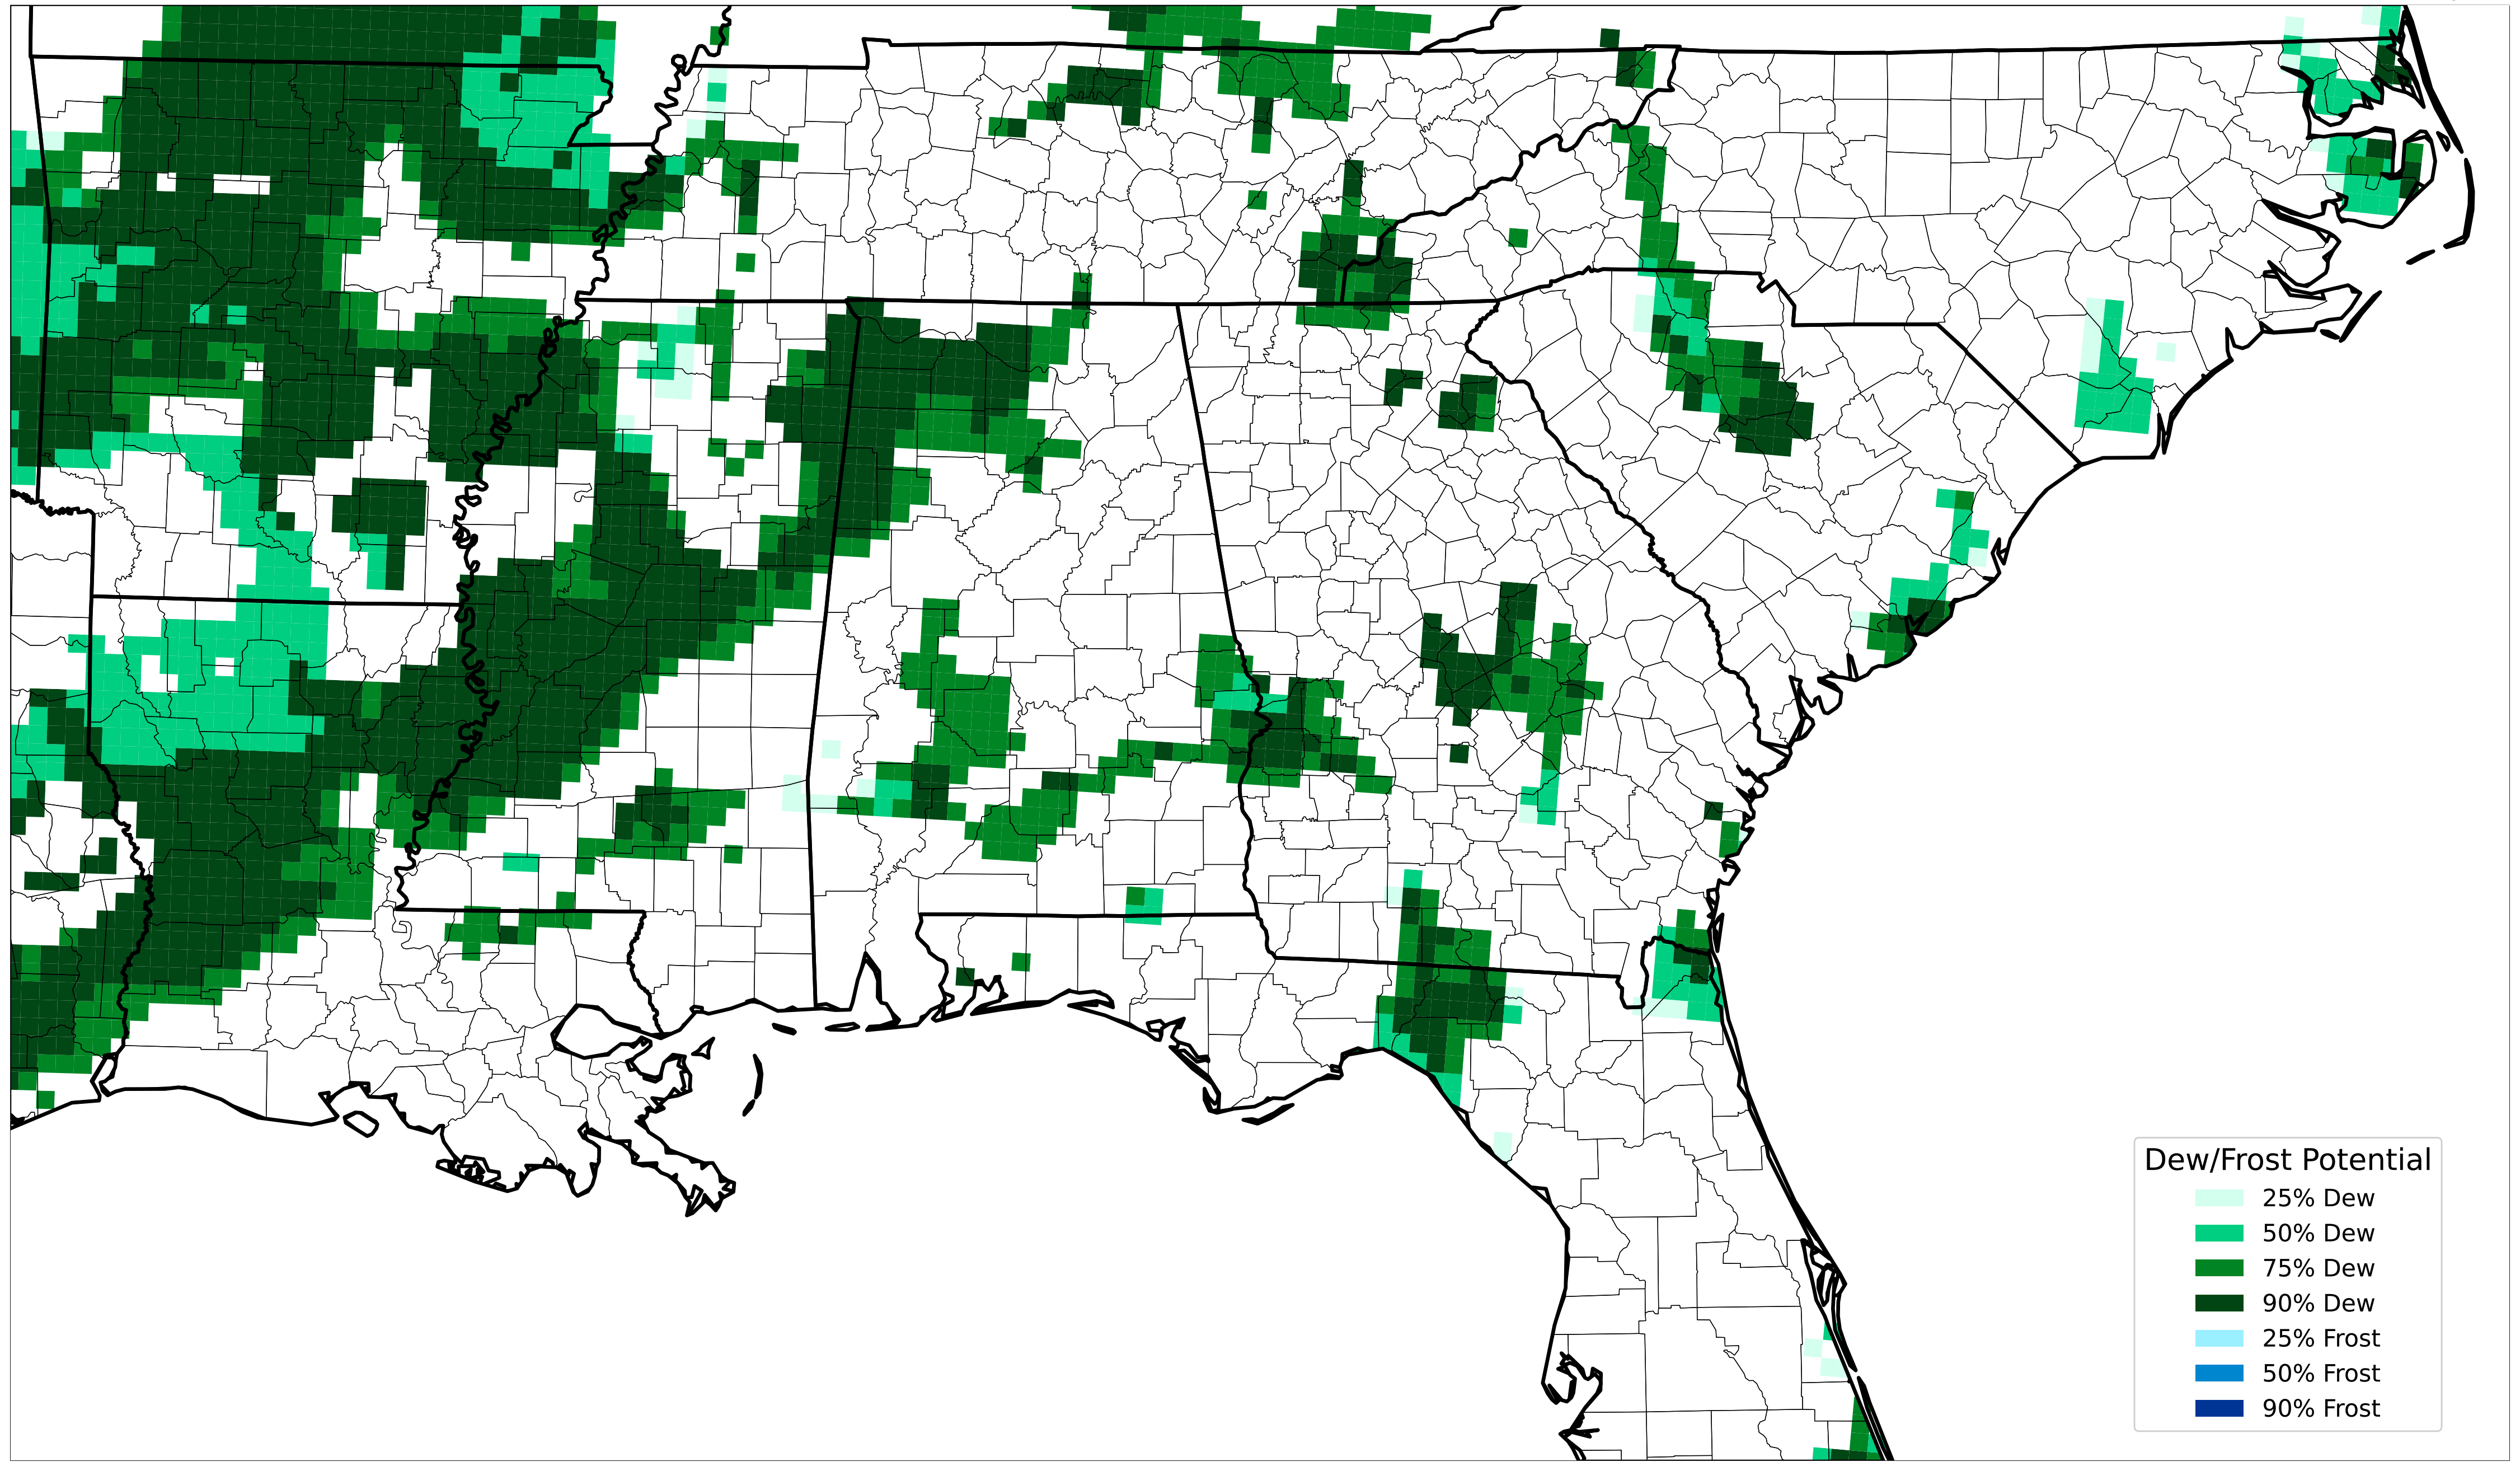 Dew/Frost Potential
25% Dew
50% Dew
75% Dew
90% Dew
25% Frost
50% Frost
90% Frost